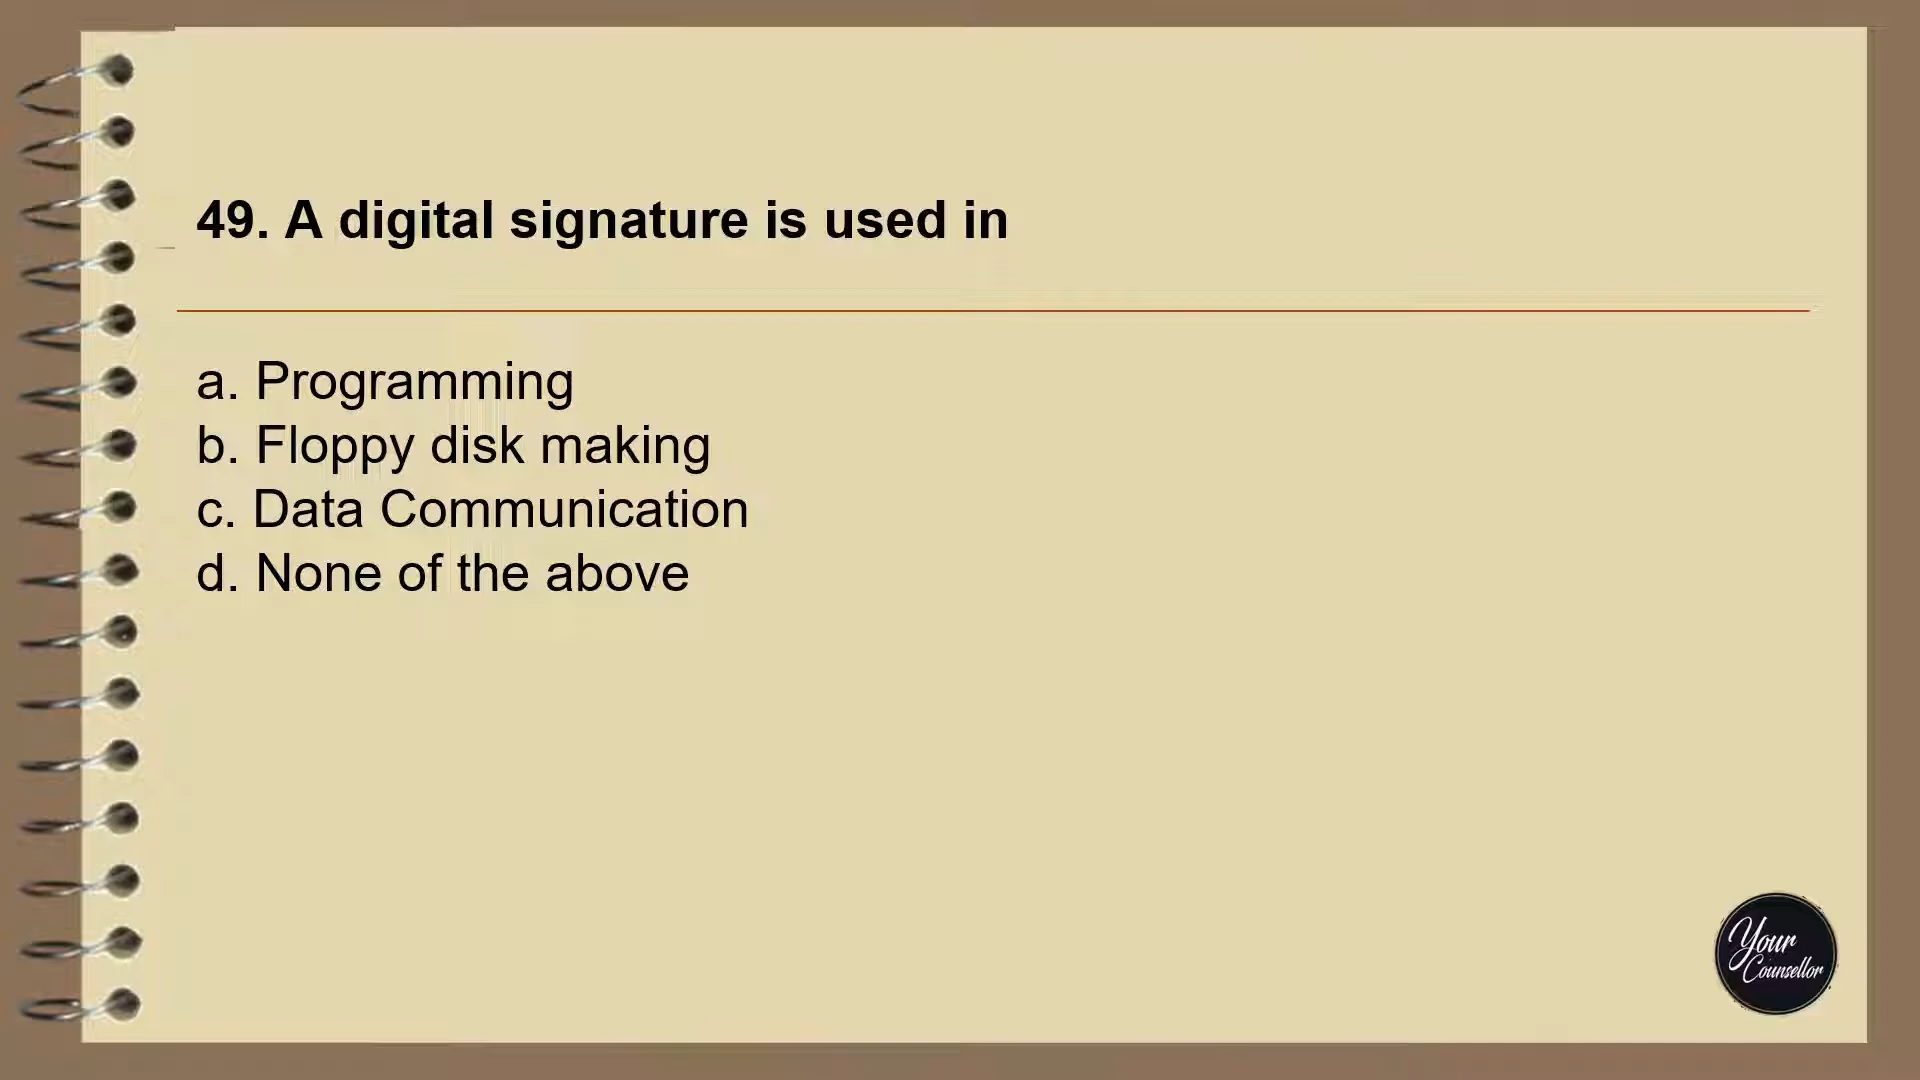 49. A digital signature is used in
a. Programming
b. Floppy disk making
c. Data Communication
d. None of the above
Your
Counsellor